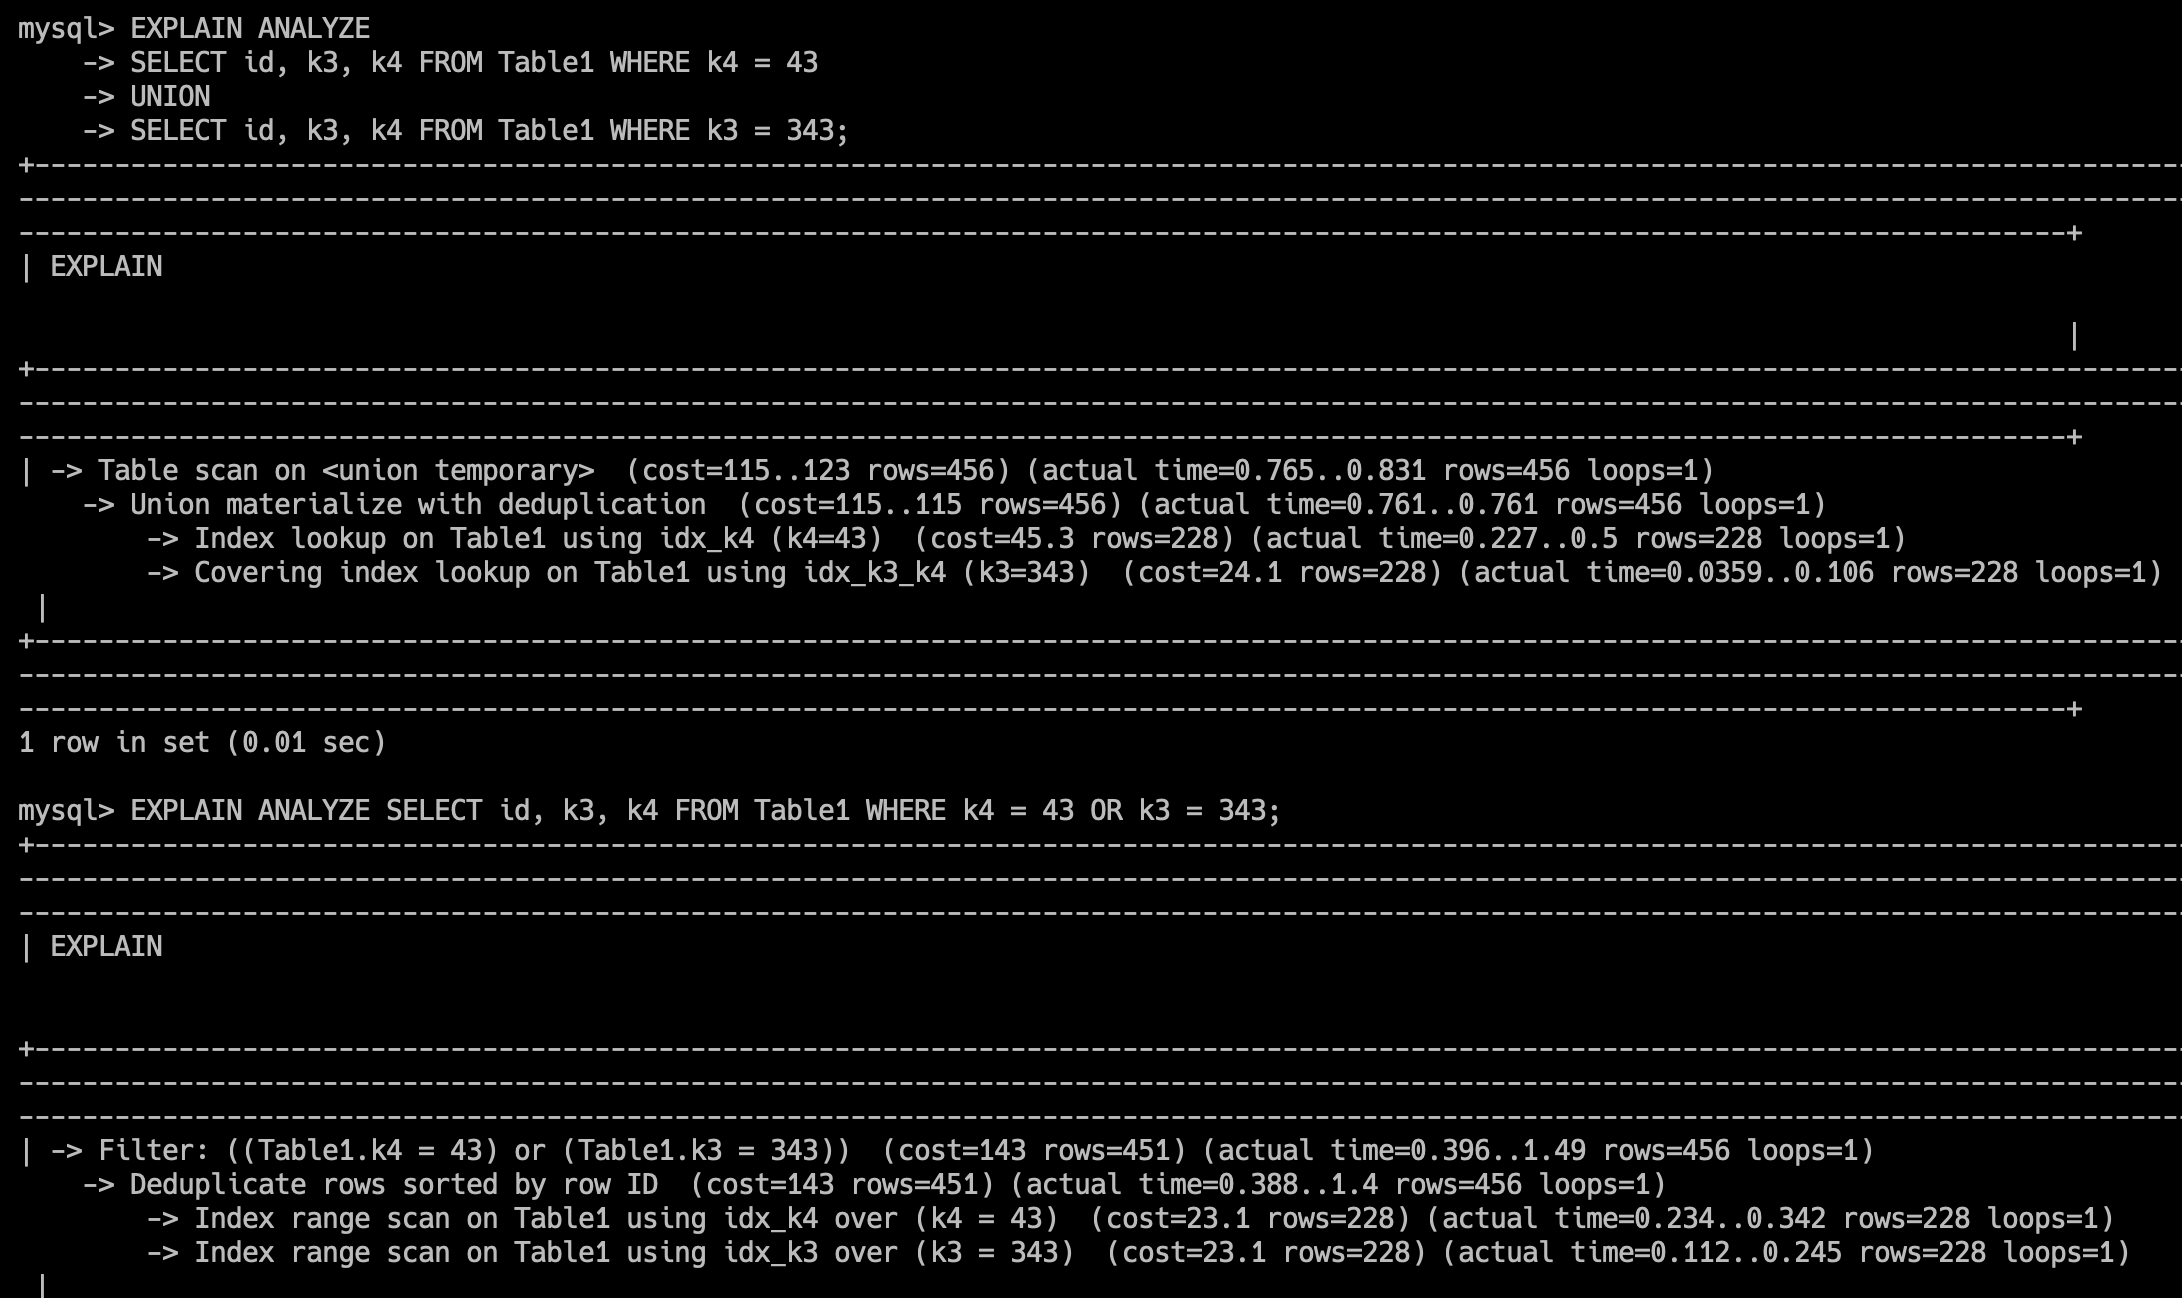 mysql> EXPLAIN ANALYZE
    -> SELECT id, k3, k4 FROM Table1 WHERE k4 = 43
    -> UNION
    -> SELECT id, k3, k4 FROM Table1 WHERE k3 = 343;
| EXPLAIN
|
| -> Table scan on <union temporary>  (cost=115..123 rows=456) (actual time=0.765..0.831 rows=456 loops=1)
    -> Union materialize with deduplication  (cost=115..115 rows=456) (actual time=0.761..0.761 rows=456 loops=1)
        -> Index lookup on Table1 using idx_k4 (k4=43)  (cost=45.3 rows=228) (actual time=0.227..0.5 rows=228 loops=1)
        -> Covering index lookup on Table1 using idx_k3_k4 (k3=343)  (cost=24.1 rows=228) (actual time=0.0359..0.106 rows=228 loops=1)
 |
1 row in set (0.01 sec)
mysql> EXPLAIN ANALYZE SELECT id, k3, k4 FROM Table1 WHERE k4 = 43 OR k3 = 343;
| EXPLAIN
| -> Filter: ((Table1.k4 = 43) or (Table1.k3 = 343))  (cost=143 rows=451) (actual time=0.396..1.49 rows=456 loops=1)
    -> Deduplicate rows sorted by row ID  (cost=143 rows=451) (actual time=0.388..1.4 rows=456 loops=1)
        -> Index range scan on Table1 using idx_k4 over (k4 = 43)  (cost=23.1 rows=228) (actual time=0.234..0.342 rows=228 loops=1)
        -> Index range scan on Table1 using idx_k3 over (k3 = 343)  (cost=23.1 rows=228) (actual time=0.112..0.245 rows=228 loops=1)
 |